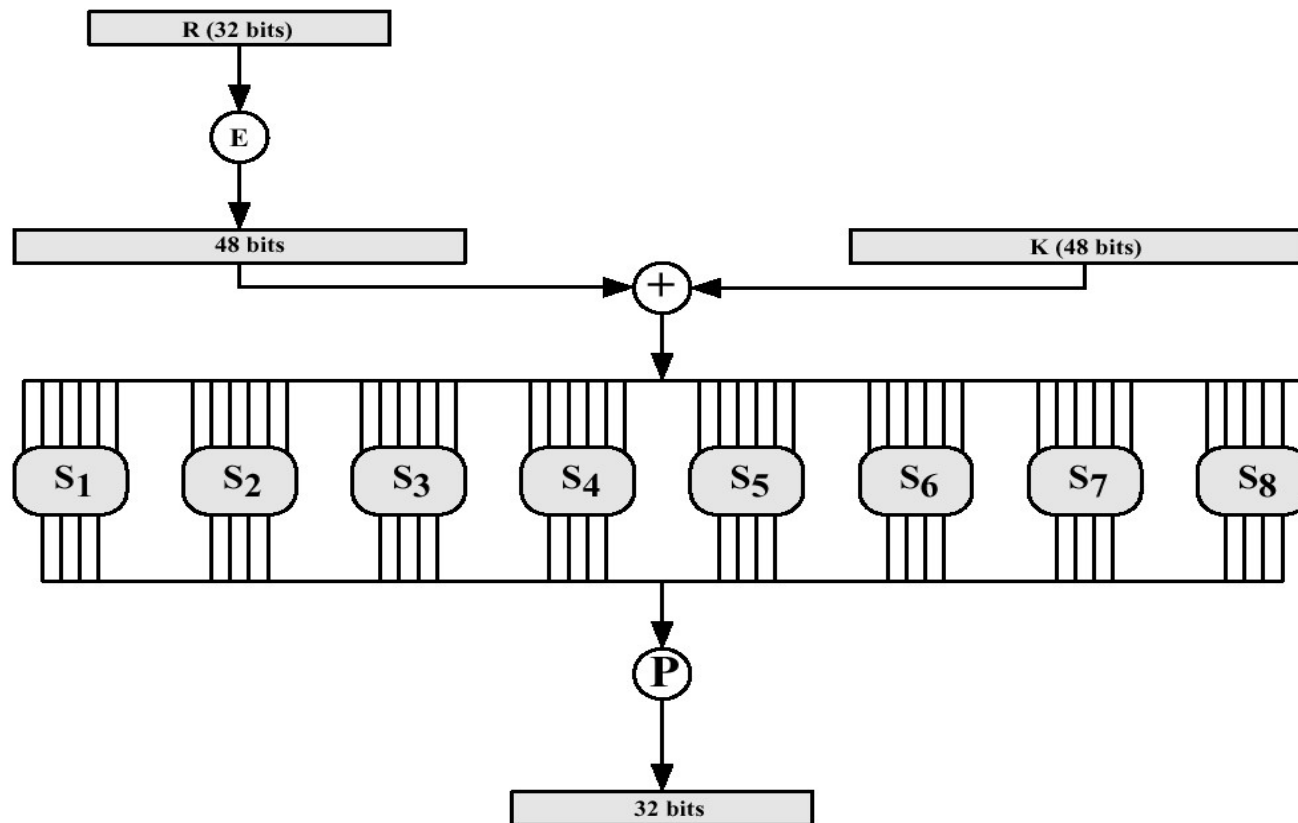 R (32 bits)
E
48 bits
K (48 bits)
+
S1 S2 S3 S4 S5 S6 S7 S8
P
32 bits